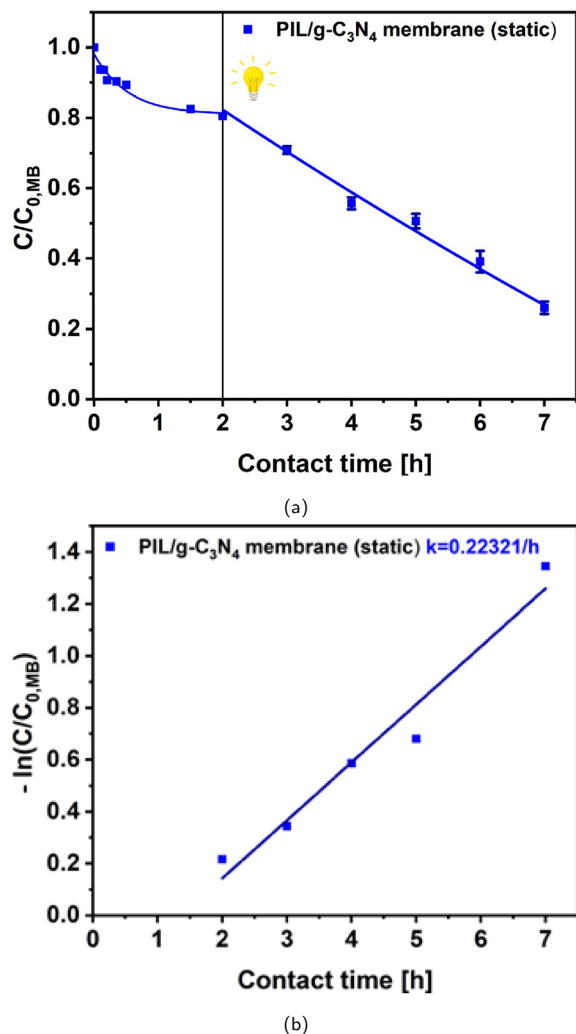 PIL/g-C₃N₄ membrane (static)
1.0
0.8
0.6
0.4
0.2
0.0
C/C₀,MB
0 1 2 3 4 5 6 7
Contact time [h]
(a)
PIL/g-C₃N₄ membrane (static) k=0.22321/h
1.4
1.2
1.0
0.8
0.6
0.4
0.2
0.0
- ln(C/C₀,MB)
0 1 2 3 4 5 6 7
Contact time [h]
(b)